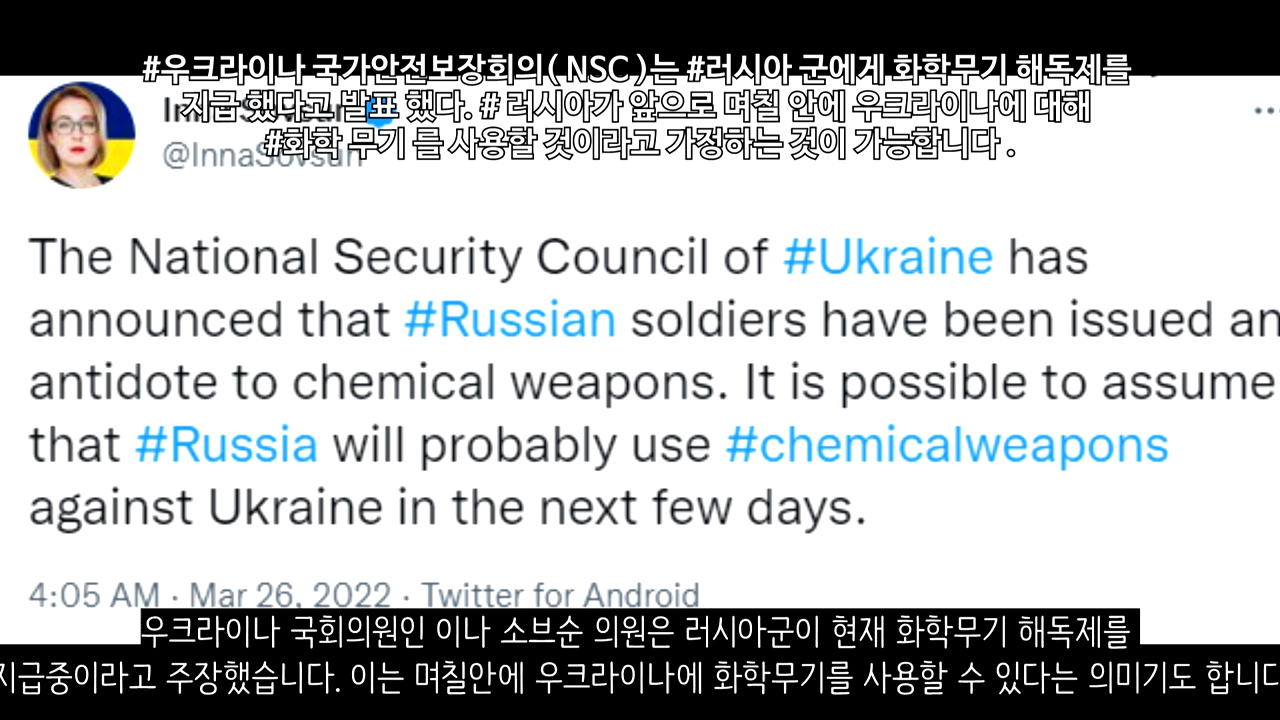 #우크라이나 국가안전보장회의( NSC )는 #러시아 군에게 화학무기 해독제를
지급 했다고 발표 했다. # 러시아가 앞으로 며칠 안에 우크라이나에 대해
#화학 무기 를 사용할 것이라고 가정하는 것이 가능합니다 .
@InnaSovsun
The National Security Council of #Ukraine has
announced that #Russian soldiers have been issued an
antidote to chemical weapons. It is possible to assume
that #Russia will probably use #chemicalweapons
against Ukraine in the next few days.
4:05 AM · Mar 26, 2022 · Twitter for Android
우크라이나 국회의원인 이나 소브순 의원은 러시아군이 현재 화학무기 해독제를
지급중이라고 주장했습니다. 이는 며칠안에 우크라이나에 화학무기를 사용할 수 있다는 의미기도 합니다